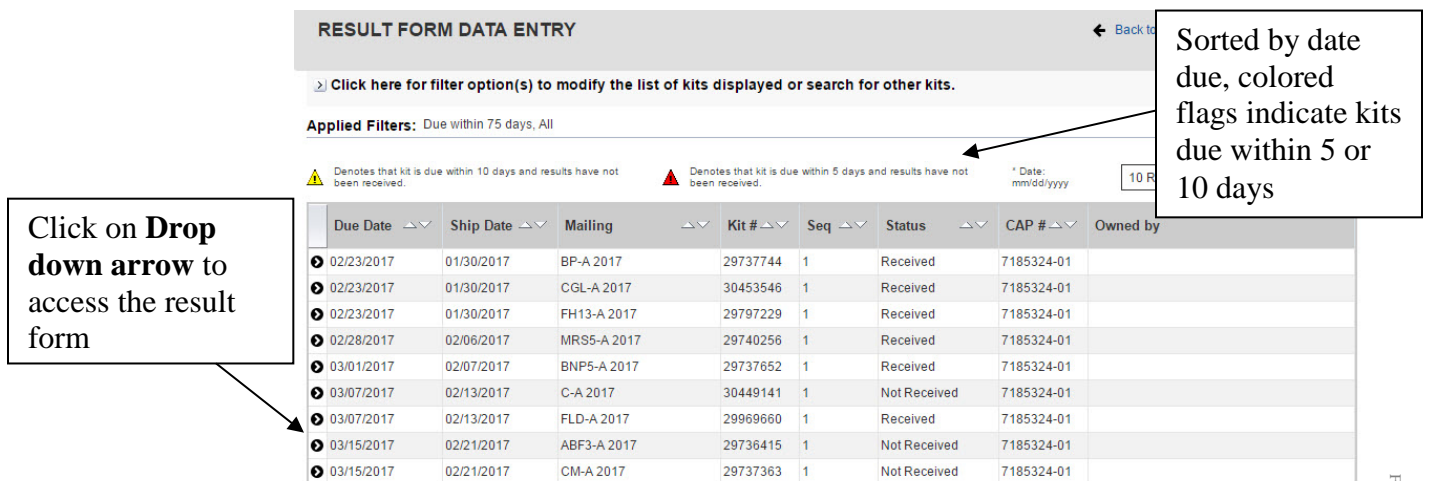 RESULT FORM DATA ENTRY
Back to
Click here for filter option(s) to modify the list of kits displayed or search for other kits.
Applied Filters: Due within 75 days, All
Denotes that kit is due within 10 days and results have not
been received.
Denotes that kit is due within 5 days and results have not
been received.
* Date:
mm/dd/yyyy
10 R
Sorted by date
due, colored
flags indicate kits
due within 5 or
10 days
Click on Drop
down arrow to
access the result
form
Due Date Ship Date Mailing Kit # Seq Status CAP # Owned by
02/23/2017 01/30/2017 BP-A 2017 29737744 1 Received 7185324-01
02/23/2017 01/30/2017 CGL-A 2017 30453546 1 Received 7185324-01
02/23/2017 01/30/2017 FH13-A 2017 29797229 1 Received 7185324-01
02/28/2017 02/06/2017 MRS5-A 2017 29740256 1 Received 7185324-01
03/01/2017 02/07/2017 BNP5-A 2017 29737652 1 Received 7185324-01
03/07/2017 02/13/2017 C-A 2017 30449141 1 Not Received 7185324-01
03/07/2017 02/13/2017 FLD-A 2017 29969660 1 Received 7185324-01
03/15/2017 02/21/2017 ABF3-A 2017 29736415 1 Not Received 7185324-01
03/15/2017 02/21/2017 CM-A 2017 29737363 1 Not Received 7185324-01